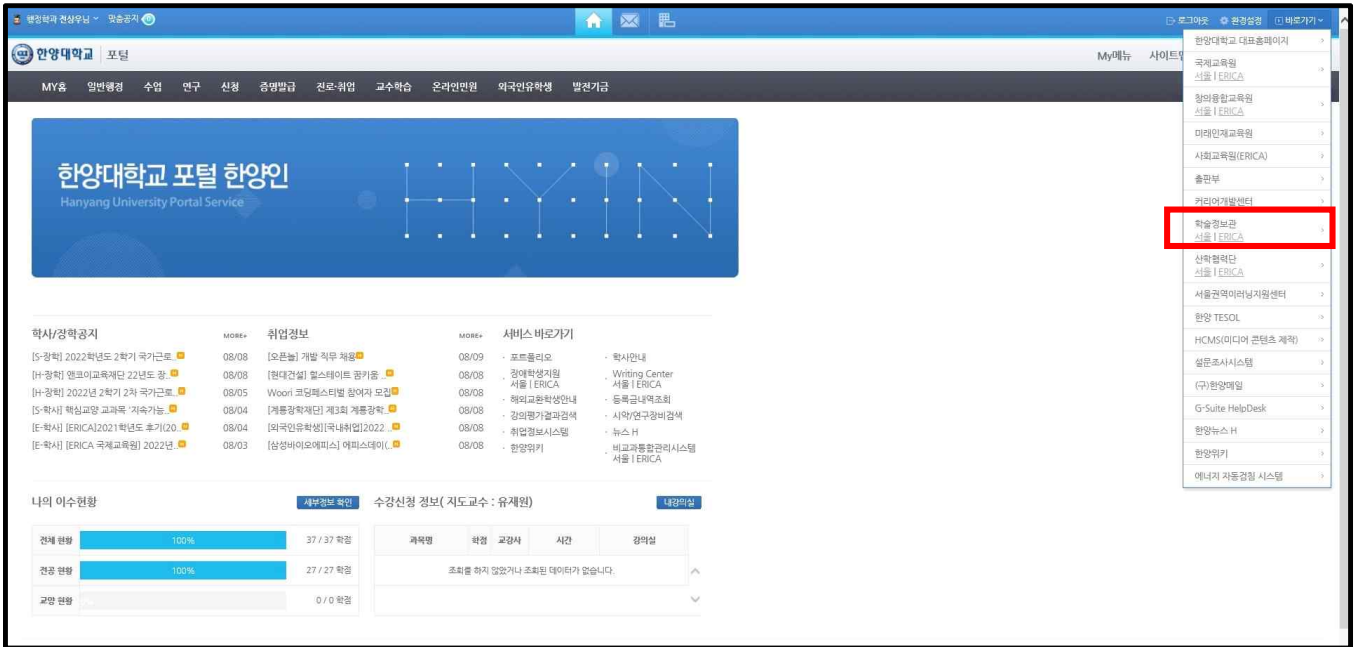 행정학과 전상우님 맞춤공지
로그아웃 환경설정 바로가기
한양대학교 포털
My메뉴 사이트맵
MY홈 일반행정 수업 연구 신청 증명발급 진로·취업 교수학습 온라인민원 외국인유학생 발전기금
한양대학교 대표홈페이지
국제교육원
서울 | ERICA
창의융합교육원
서울 | ERICA
미래인재교육원
사회교육원(ERICA)
출판부
커리어개발센터
학술정보관
서울 | ERICA
산학협력단
서울 | ERICA
서울권역이러닝지원센터
한양 TESOL
HCMS(미디어 콘텐츠 제작)
설문조사시스템
(구)한양메일
G-Suite HelpDesk
한양뉴스 H
한양위키
에너지 자동검침 시스템
한양대학교 포털 한양인
Hanyang University Portal Service
HYIN
학사/장학공지 MORE+
[S-장학] 2022학년도 2학기 국가근로.. 08/08
[H-장학] 앤코이교육재단 22년도 장.. 08/08
[H-장학] 2022년 2학기 2차 국가근로.. 08/05
[S-학사] 핵심교양 교과목 '지속가능.. 08/04
[E-학사] [ERICA]2021학년도 후기(20.. 08/04
[E-학사] [ERICA 국제교육원] 2022년.. 08/03
취업정보 MORE+
[오픈놀] 개발 직무 채용 08/09
[현대건설] 힐스테이트 꿈키움 .. 08/08
Woori 코딩페스티벌 참여자 모집 08/08
[계룡장학재단] 제3회 계룡장학.. 08/08
[외국인유학생][국내취업]2022 .. 08/08
[삼성바이오에피스] 에피스데이(.. 08/08
서비스 바로가기
· 포트폴리오
· 장애학생지원
서울 | ERICA
· 해외교환학생안내
· 강의평가결과검색
· 취업정보시스템
· 한양위키
· 학사안내
· Writing Center
서울 | ERICA
· 등록금내역조회
· 시약/연구장비검색
· 뉴스 H
· 비교과통합관리시스템
서울 | ERICA
나의 이수현황 세부정보 확인
전체 현황 100% 37 / 37 학점
전공 현황 100% 27 / 27 학점
교양 현황 0 / 0 학점
수강신청 정보( 지도교수 : 유재원) 내강의실
과목명 학점 교강사 시간 강의실
조회를 하지 않았거나 조회된 데이터가 없습니다.